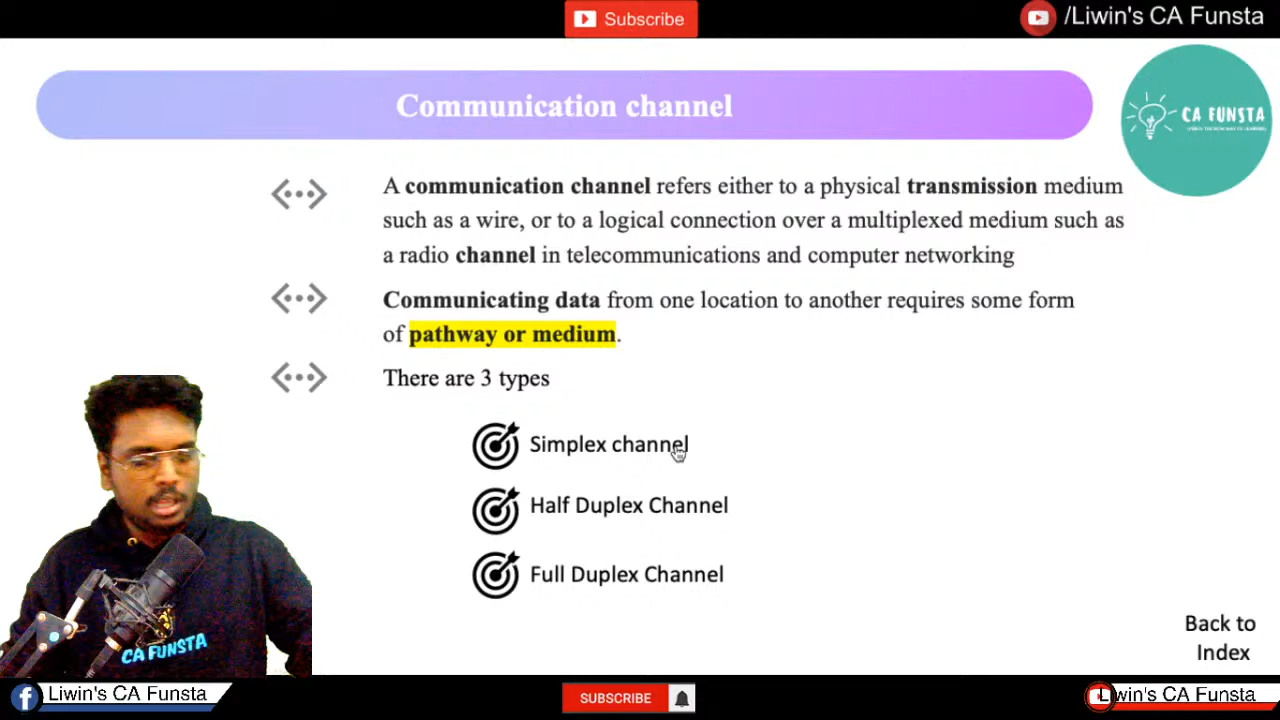 Subscribe
/Liwin's CA Funsta
Communication channel
CA FUNSTA
A communication channel refers either to a physical transmission medium
such as a wire, or to a logical connection over a multiplexed medium such as
a radio channel in telecommunications and computer networking
Communicating data from one location to another requires some form
of pathway or medium.
There are 3 types
Simplex channel
Half Duplex Channel
Full Duplex Channel
CA FUNSTA
Back to
Index
Liwin's CA Funsta
SUBSCRIBE
Liwin's CA Funsta